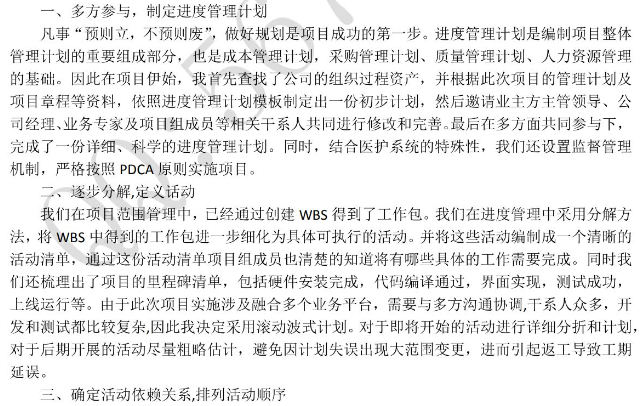 一、多方参与，制定进度管理计划
凡事“预则立，不预则废”，做好规划是项目成功的第一步。进度管理计划是编制项目整体
管理计划的重要组成部分，也是成本管理计划，采购管理计划、质量管理计划、人力资源管理
的基础。因此在项目伊始，我首先查找了公司的组织过程资产，并根据此次项目的管理计划及
项目章程等资料，依照进度管理计划模板制定出一份初步计划，然后邀请业主方主管领导、公
司经理、业务专家及项目组成员等相关干系人共同进行修改和完善。最后在多方面共同参与下，
完成了一份详细、科学的进度管理计划。同时，结合医护系统的特殊性，我们还设置监督管理
机制，严格按照 PDCA 原则实施项目。
二、逐步分解,定义话动
我们在项目范围管理中，已经通过创建 WBS 得到了工作包。我们在进度管理中采用分解方
法，将 WBS 中得到的工作包进一步细化为具体可执行的活动。并将这些活动编制成一个清晰的
活动清单，通过这份活动清单项目组成员也清楚的知道将有哪些具体的工作需要完成。同时我
们还梳理出了项目的里程碑清单，包括硬件安装完成，代码编译通过，界面实现，测试成功，
上线运行等。由于此次项目实施涉及融合多个业务平台，需要与多方沟通协调,干系人众多，开
发和测试都比较复杂,因此我决定采用滚动波式计划。对于即将开始的活动进行详细分折和计划,
对于后期开展的活动尽量粗略估计，避免因计划失误出现大范围变更，进而引起返工导致工期
延误。
三、确定活动依赖关系,排列活动顺序